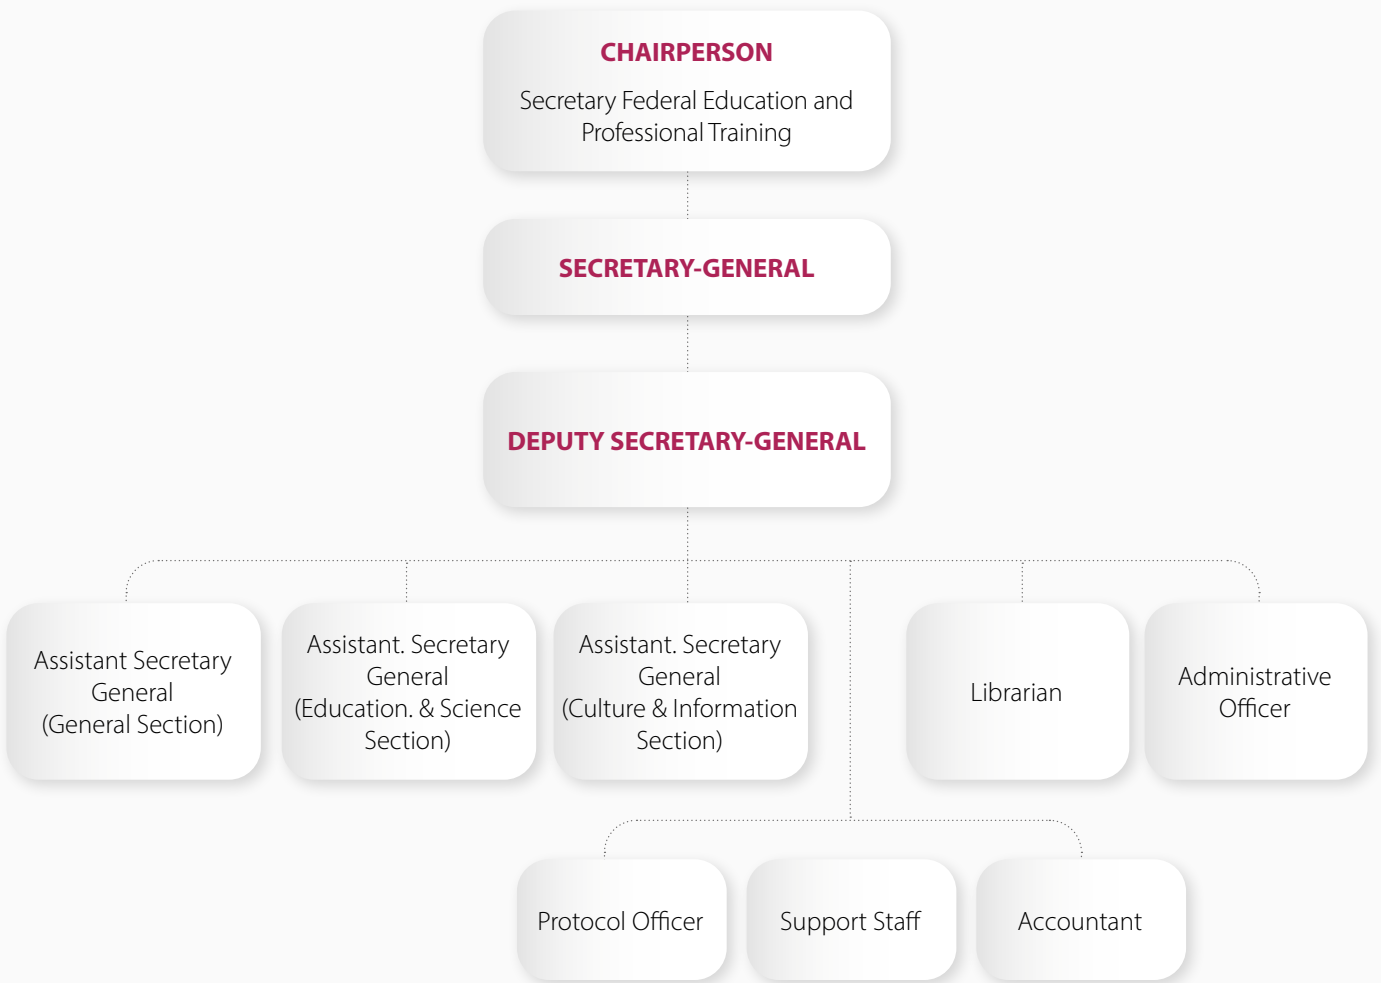 CHAIRPERSON
Secretary Federal Education and
Professional Training
SECRETARY-GENERAL
DEPUTY SECRETARY-GENERAL
Assistant Secretary
General
(General Section)
Assistant. Secretary
General
(Education. & Science
Section)
Assistant. Secretary
General
(Culture & Information
Section)
Librarian
Administrative
Officer
Protocol Officer
Support Staff
Accountant